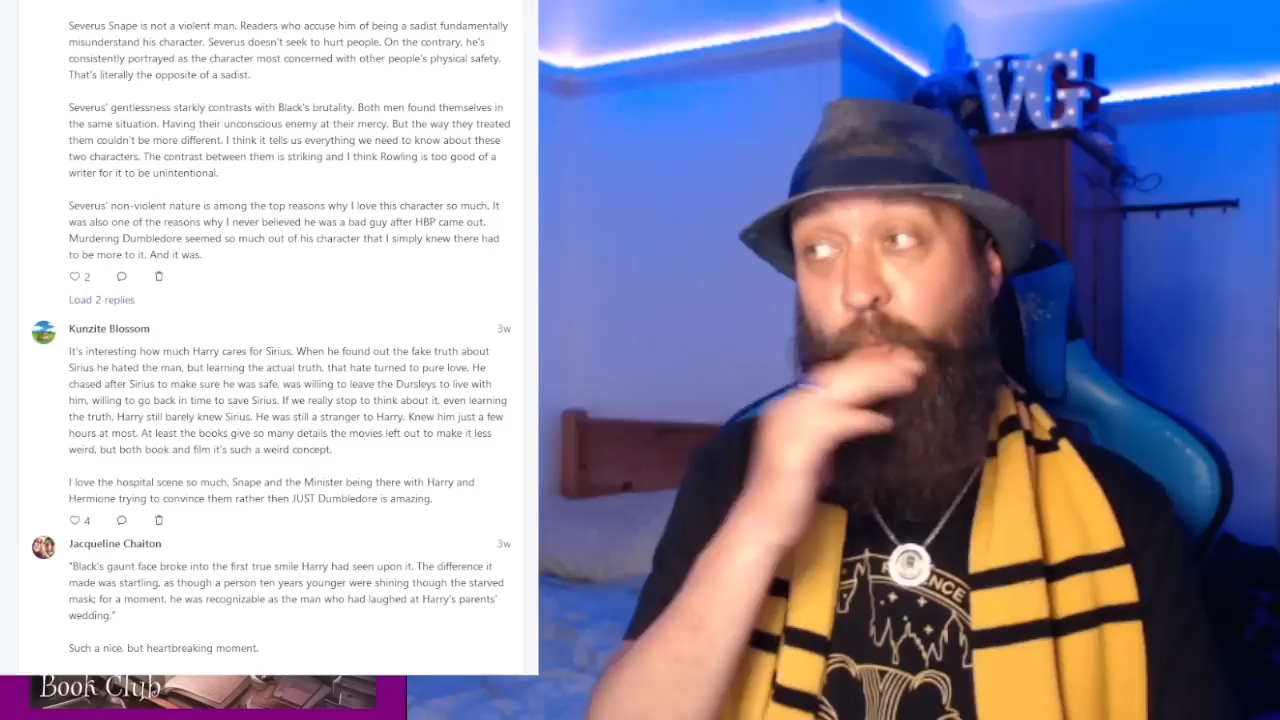 Severus Snape is not a violent man. Readers who accuse him of being a sadist fundamentally
misunderstand his character. Severus doesn't seek to hurt people. On the contrary, he's
consistently portrayed as the character most concerned with other people's physical safety.
That's literally the opposite of a sadist.
Severus' gentlessness starkly contrasts with Black's brutality. Both men found themselves in
the same situation. Having their unconscious enemy at their mercy. But the way they treated
them couldn't be more different. I think it tells us everything we need to know about these
two characters. The contrast between them is striking and I think Rowling is too good of a
writer for it to be unintentional.
Severus' non-violent nature is among the top reasons why I love this character so much. It
was also one of the reasons why I never believed he was a bad guy after HBP came out.
Murdering Dumbledore seemed so much out of his character that I simply knew there had
to be more to it. And it was.
2
Load 2 replies
Kunzite Blossom 3w
It's interesting how much Harry cares for Sirius. When he found out the fake truth about
Sirius he hated the man, but learning the actual truth, that hate turned to pure love. He
chased after Sirius to make sure he was safe, was willing to leave the Dursleys to live with
him, willing to go back in time to save Sirius. If we really stop to think about it, even learning
the truth, Harry still barely knew Sirius. He was still a stranger to Harry. Knew him just a few
hours at most. At least the books give so many details the movies left out to make it less
weird, but both book and film it's such a weird concept.
I love the hospital scene so much, Snape and the Minister being there with Harry and
Hermione trying to convince them rather then JUST Dumbledore is amazing.
4
Jacqueline Chaiton 3w
"Black's gaunt face broke into the first true smile Harry had seen upon it. The difference it
made was startling, as though a person ten years younger were shining though the starved
mask; for a moment, he was recognizable as the man who had laughed at Harry's parents'
wedding."
Such a nice, but heartbreaking moment.
Book Club
VG